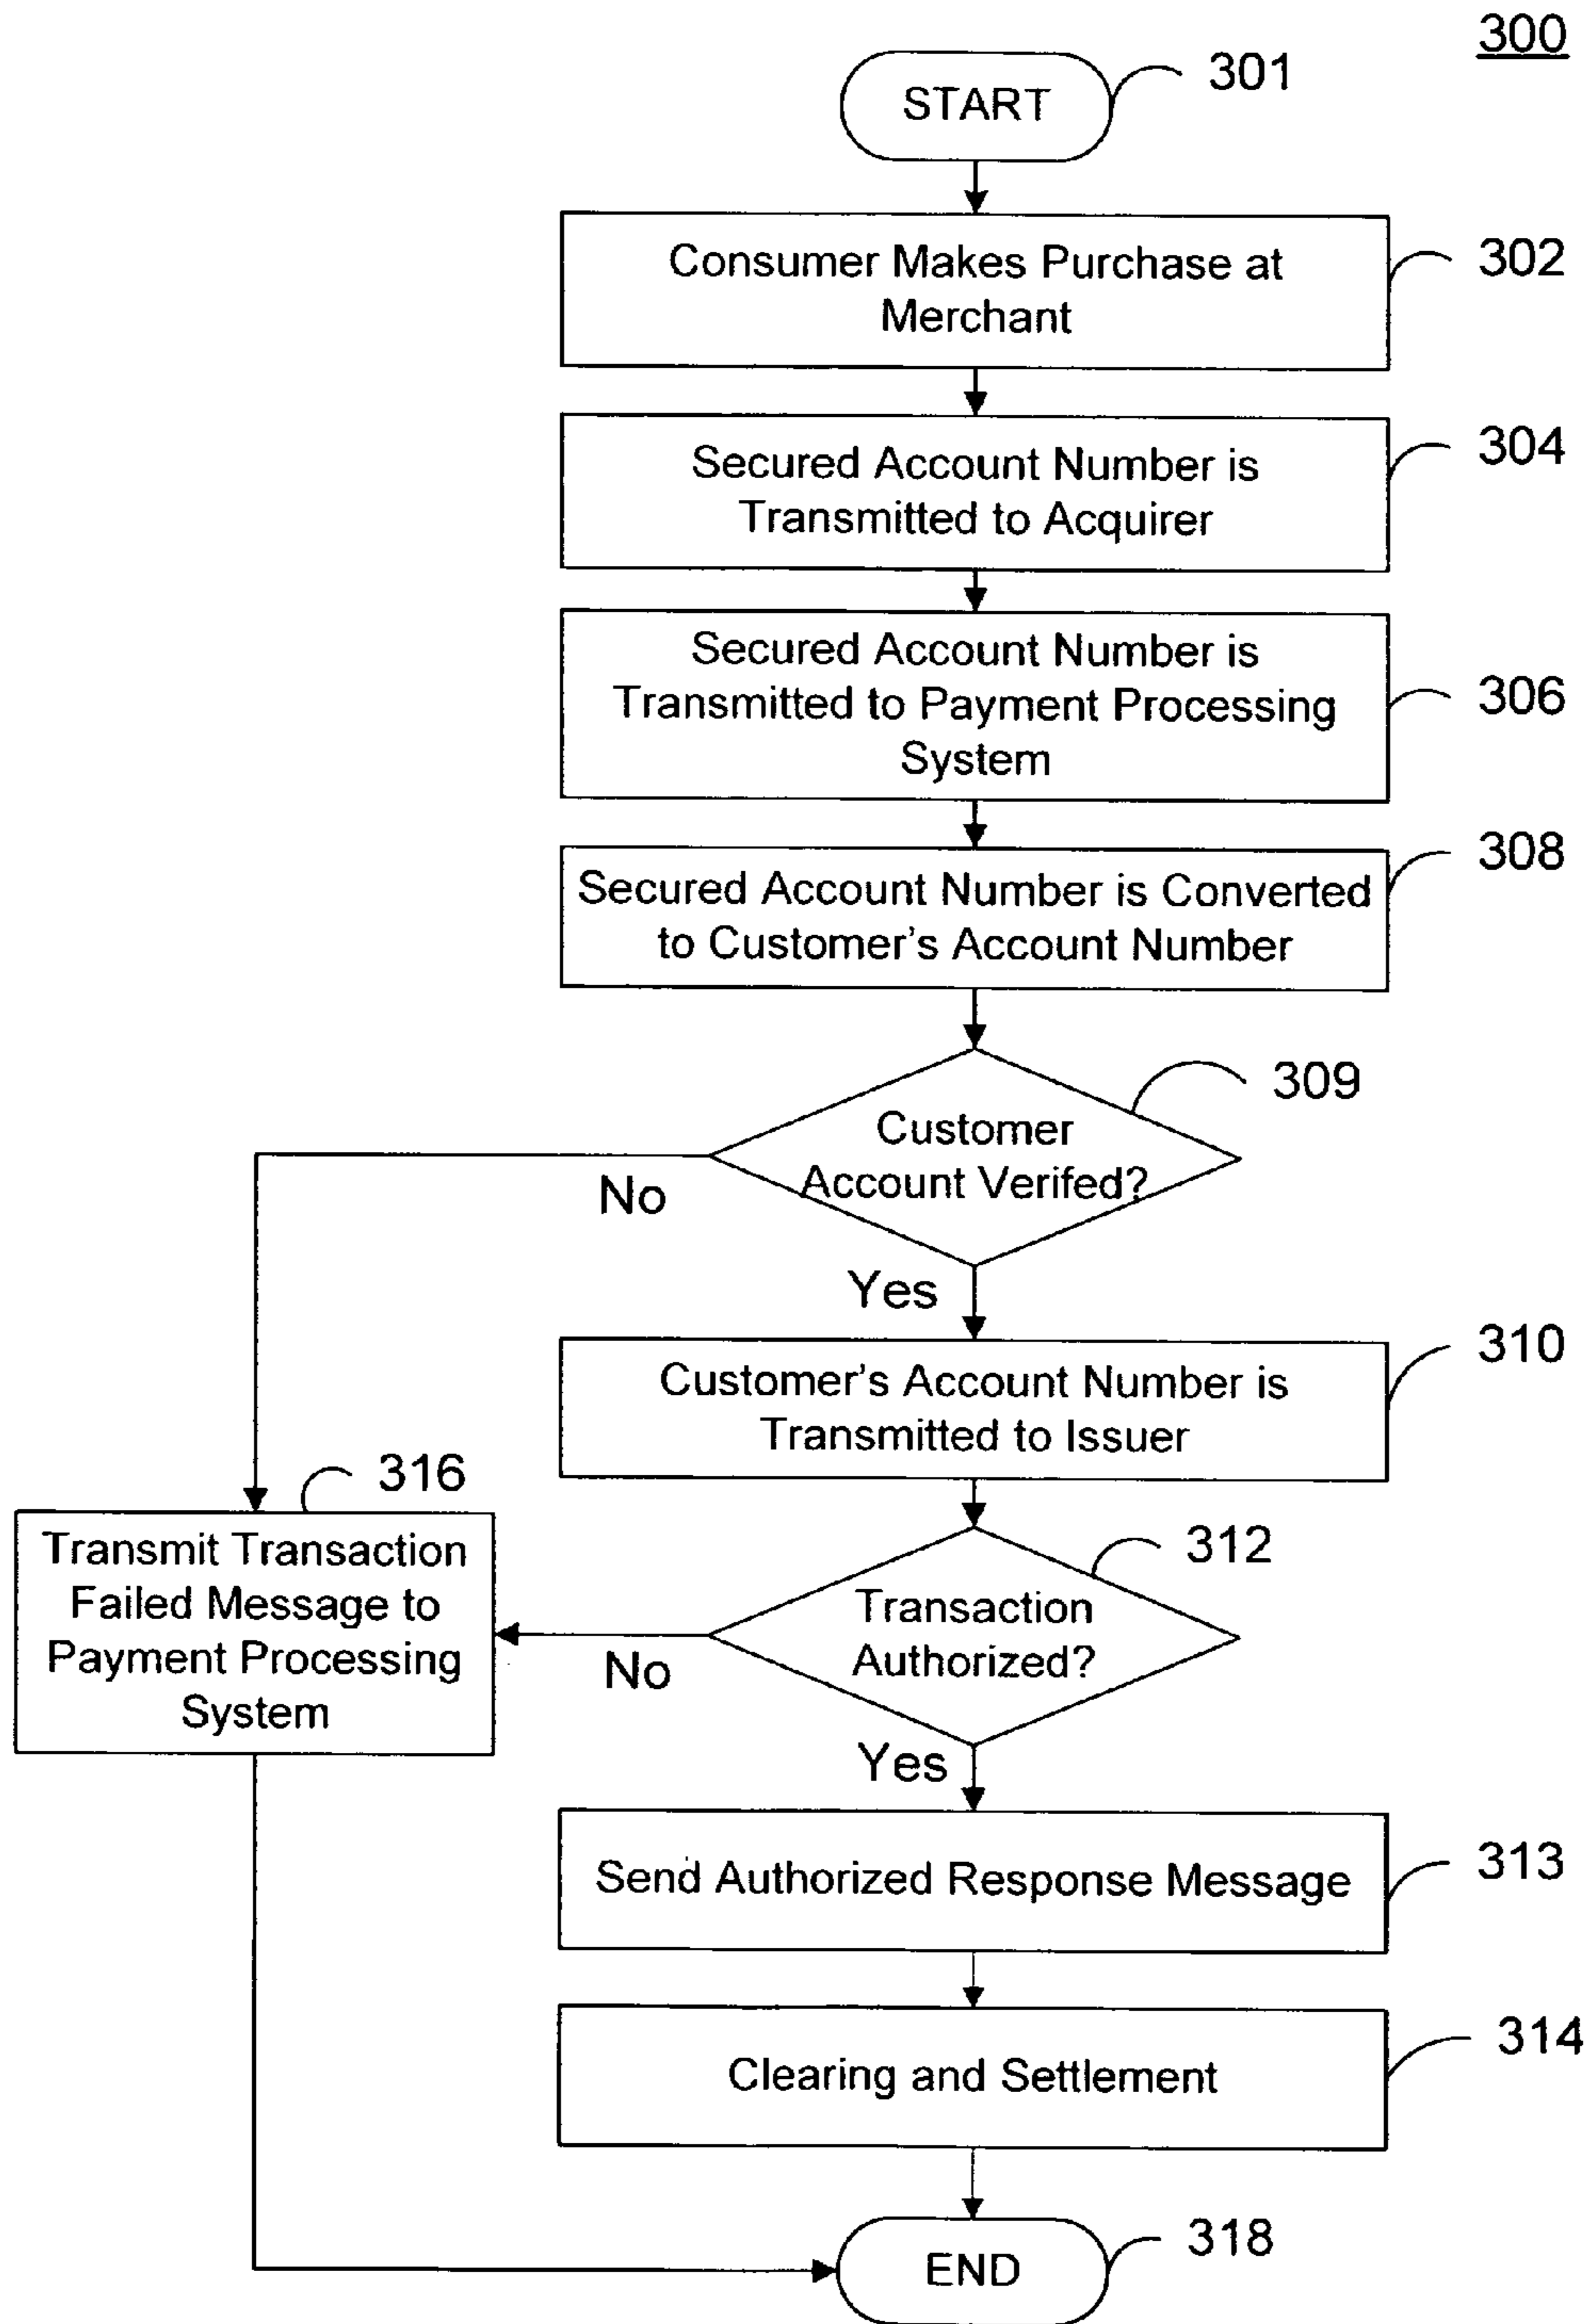 300
START
301
Consumer Makes Purchase at
Merchant
302
Secured Account Number is
Transmitted to Acquirer
304
Secured Account Number is
Transmitted to Payment Processing
System
306
Secured Account Number is Converted
to Customer's Account Number
308
Customer
Account Verifed?
309
No
Yes
Customer's Account Number is
Transmitted to Issuer
310
316
Transmit Transaction
Failed Message to
Payment Processing
System
Transaction
Authorized?
312
No
Yes
Send Authorized Response Message
313
Clearing and Settlement
314
END
318